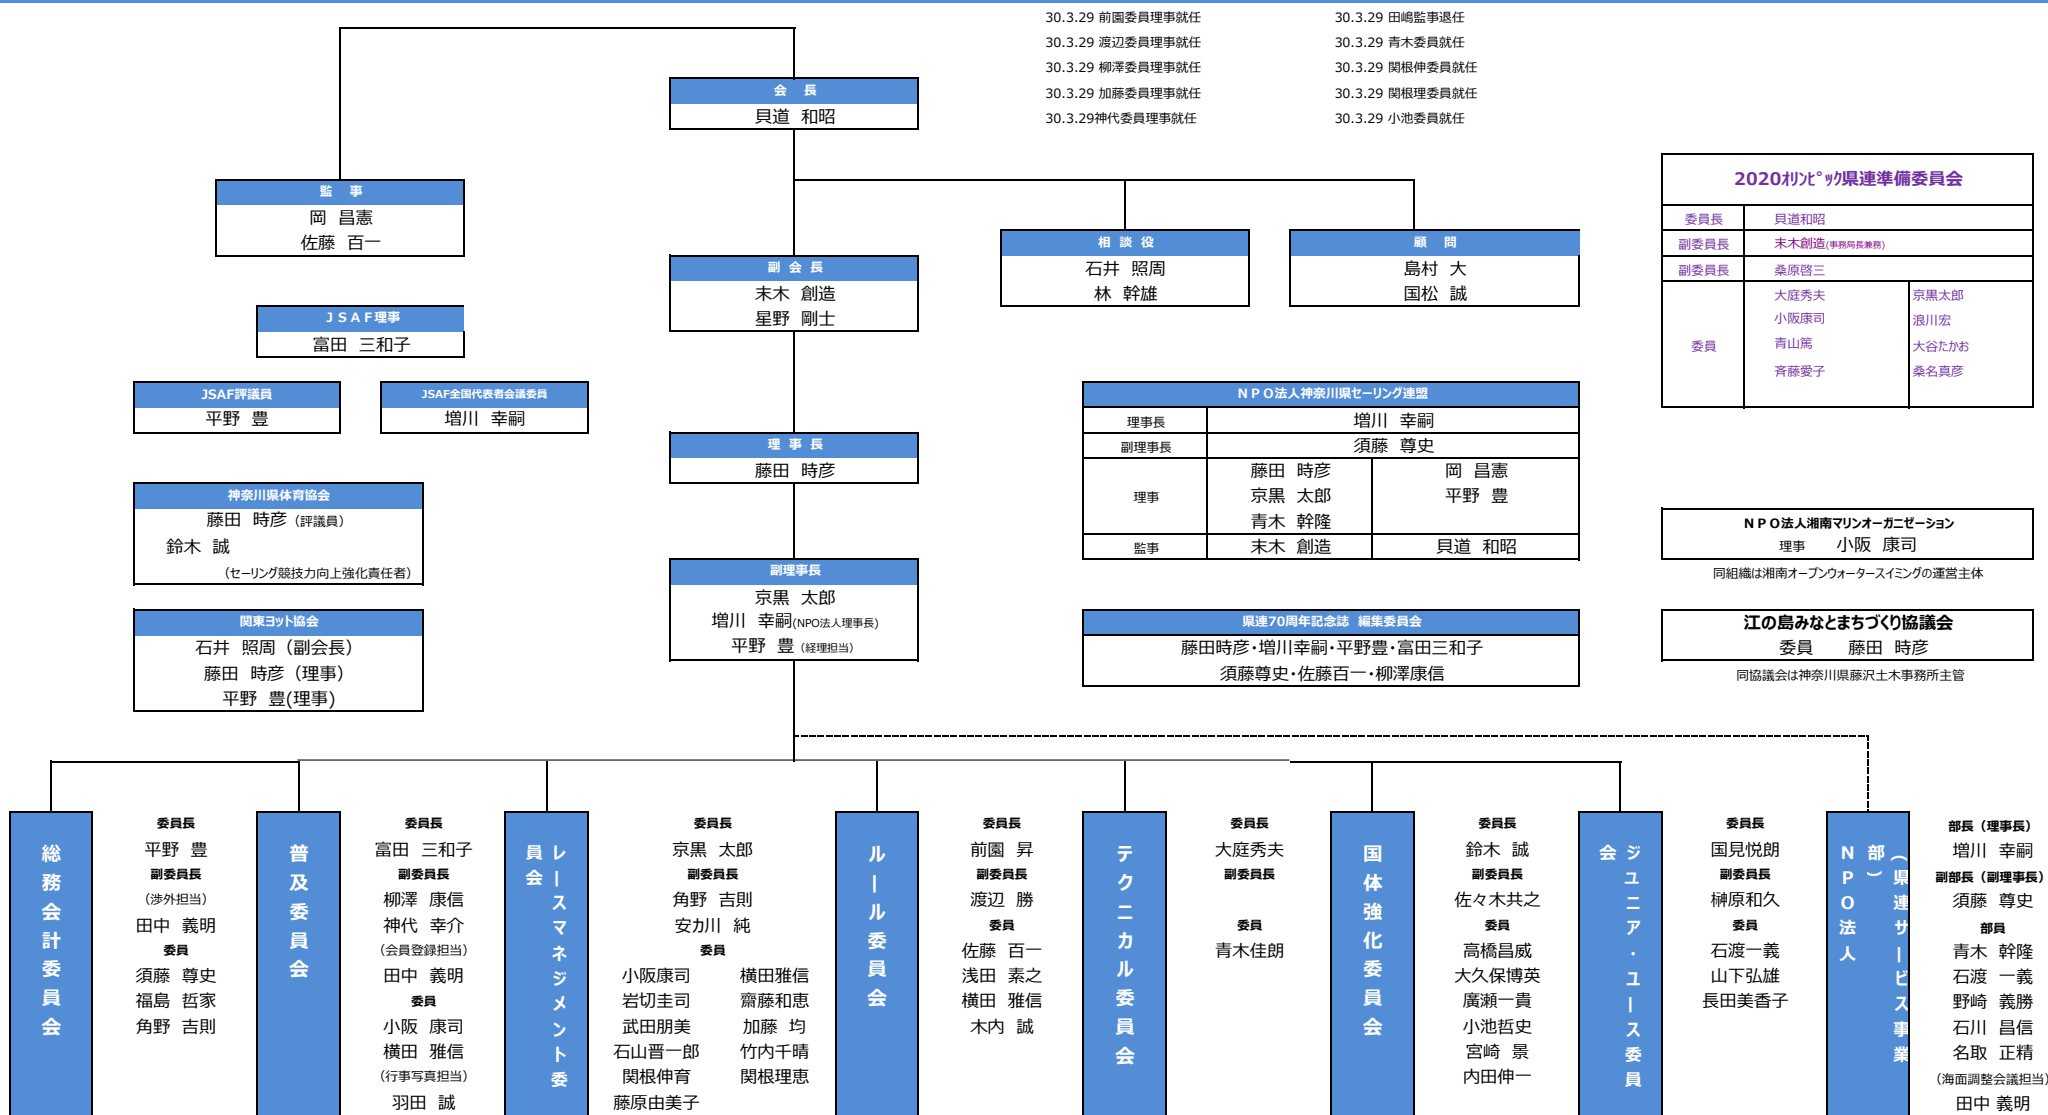 30.3.29 前園委員理事就任
30.3.29 渡辺委員理事就任
30.3.29 柳澤委員理事就任
30.3.29 加藤委員理事就任
30.3.29神代委員理事就任
30.3.29 田嶋監事退任
30.3.29 青木委員就任
30.3.29 関根伸委員就任
30.3.29 関根理委員就任
30.3.29 小池委員就任
会 長
貝道 和昭
監 事
岡 昌憲
佐藤 百一
副 会 長
末木 創造
星野 剛士
相 談 役
石井 照周
林 幹雄
顧 問
島村 大
国松 誠
2020オリンピック県連準備委員会
委員長 貝道和昭
副委員長 末木創造(事務局長兼務)
副委員長 桑原啓三
委員
大庭秀夫 京黒太郎
小阪康司 浪川宏
青山篤 大谷たかお
斉藤愛子 桑名真彦
JSAF理事
富田 三和子
JSAF評議員
平野 豊
JSAF全国代表者会議委員
増川 幸嗣
理 事 長
藤田 時彦
NPO法人神奈川県セーリング連盟
理事長 増川 幸嗣
副理事長 須藤 尊史
理事
藤田 時彦 岡 昌憲
京黒 太郎 平野 豊
青木 幹隆
監事 末木 創造 貝道 和昭
神奈川県体育協会
藤田 時彦(評議員)
鈴木 誠
(セーリング競技力向上強化責任者)
NPO法人湘南マリンオーガニゼーション
理事 小阪 康司
同組織は湘南オープンウォータースイミングの運営主体
副理事長
京黒 太郎
増川 幸嗣(NPO法人理事長)
平野 豊(経理担当)
関東ヨット協会
石井 照周(副会長)
藤田 時彦(理事)
平野 豊(理事)
県連70周年記念誌 編集委員会
藤田時彦・増川幸嗣・平野豊・富田三和子
須藤尊史・佐藤百一・柳澤康信
江の島みなとまちづくり協議会
委員 藤田 時彦
同協議会は神奈川県藤沢土木事務所主管
総務会計委員会
委員長
平野 豊
副委員長
(渉外担当)
田中 義明
委員
須藤 尊史
福島 哲家
角野 吉則
普及委員会
委員長
富田 三和子
副委員長
柳澤 康信
神代 幸介
(会員登録担当)
田中 義明
委員
小阪 康司
横田 雅信
(行事写真担当)
羽田 誠
レースマネジメント委員会
委員長
京黒 太郎
副委員長
角野 吉則
安カ川 純
委員
小阪康司 横田雅信
岩切圭司 齋藤和恵
武田朋美 加藤 均
石山晋一郎 竹内千晴
関根伸育 関根理恵
藤原由美子
ルール委員会
委員長
前園 昇
副委員長
渡辺 勝
委員
佐藤 百一
浅田 素之
横田 雅信
木内 誠
テクニカル委員会
委員長
大庭秀夫
副委員長
委員
青木佳朗
国体強化委員会
委員長
鈴木 誠
副委員長
佐々木共之
委員
高橋昌威
大久保博英
廣瀬一貴
小池哲史
宮崎 景
内田伸一
ジユニア・ユース委員会
委員長
国見悦朗
副委員長
榊原和久
委員
石渡一義
山下弘雄
長田美香子
(県連サービス事業部)
NPO法人
部長(理事長)
増川 幸嗣
副部長(副理事長)
須藤 尊史
部員
青木 幹隆
石渡 一義
野崎 義勝
石川 昌信
名取 正精
(海面調整会議担当)
田中 義明